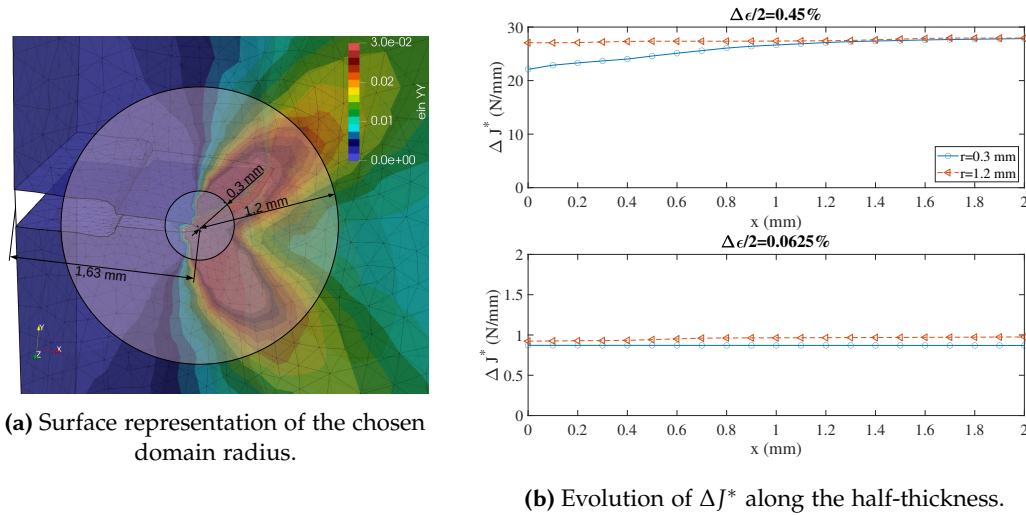 3.0e-02
0.02
0.01
0.0e+00
ein YY
0.3 mm
1.2 mm
1,63 mm
Y
Z
X
(a) Surface representation of the chosen
domain radius.
Δϵ/2=0.45%
30
20
10
0
Δ J* (N/mm)
r=0.3 mm
r=1.2 mm
0 0.2 0.4 0.6 0.8 1 1.2 1.4 1.6 1.8 2
x (mm)
Δϵ/2=0.0625%
2
1.5
1
0.5
0
Δ J* (N/mm)
0 0.2 0.4 0.6 0.8 1 1.2 1.4 1.6 1.8 2
x (mm)
(b) Evolution of ΔJ* along the half-thickness.